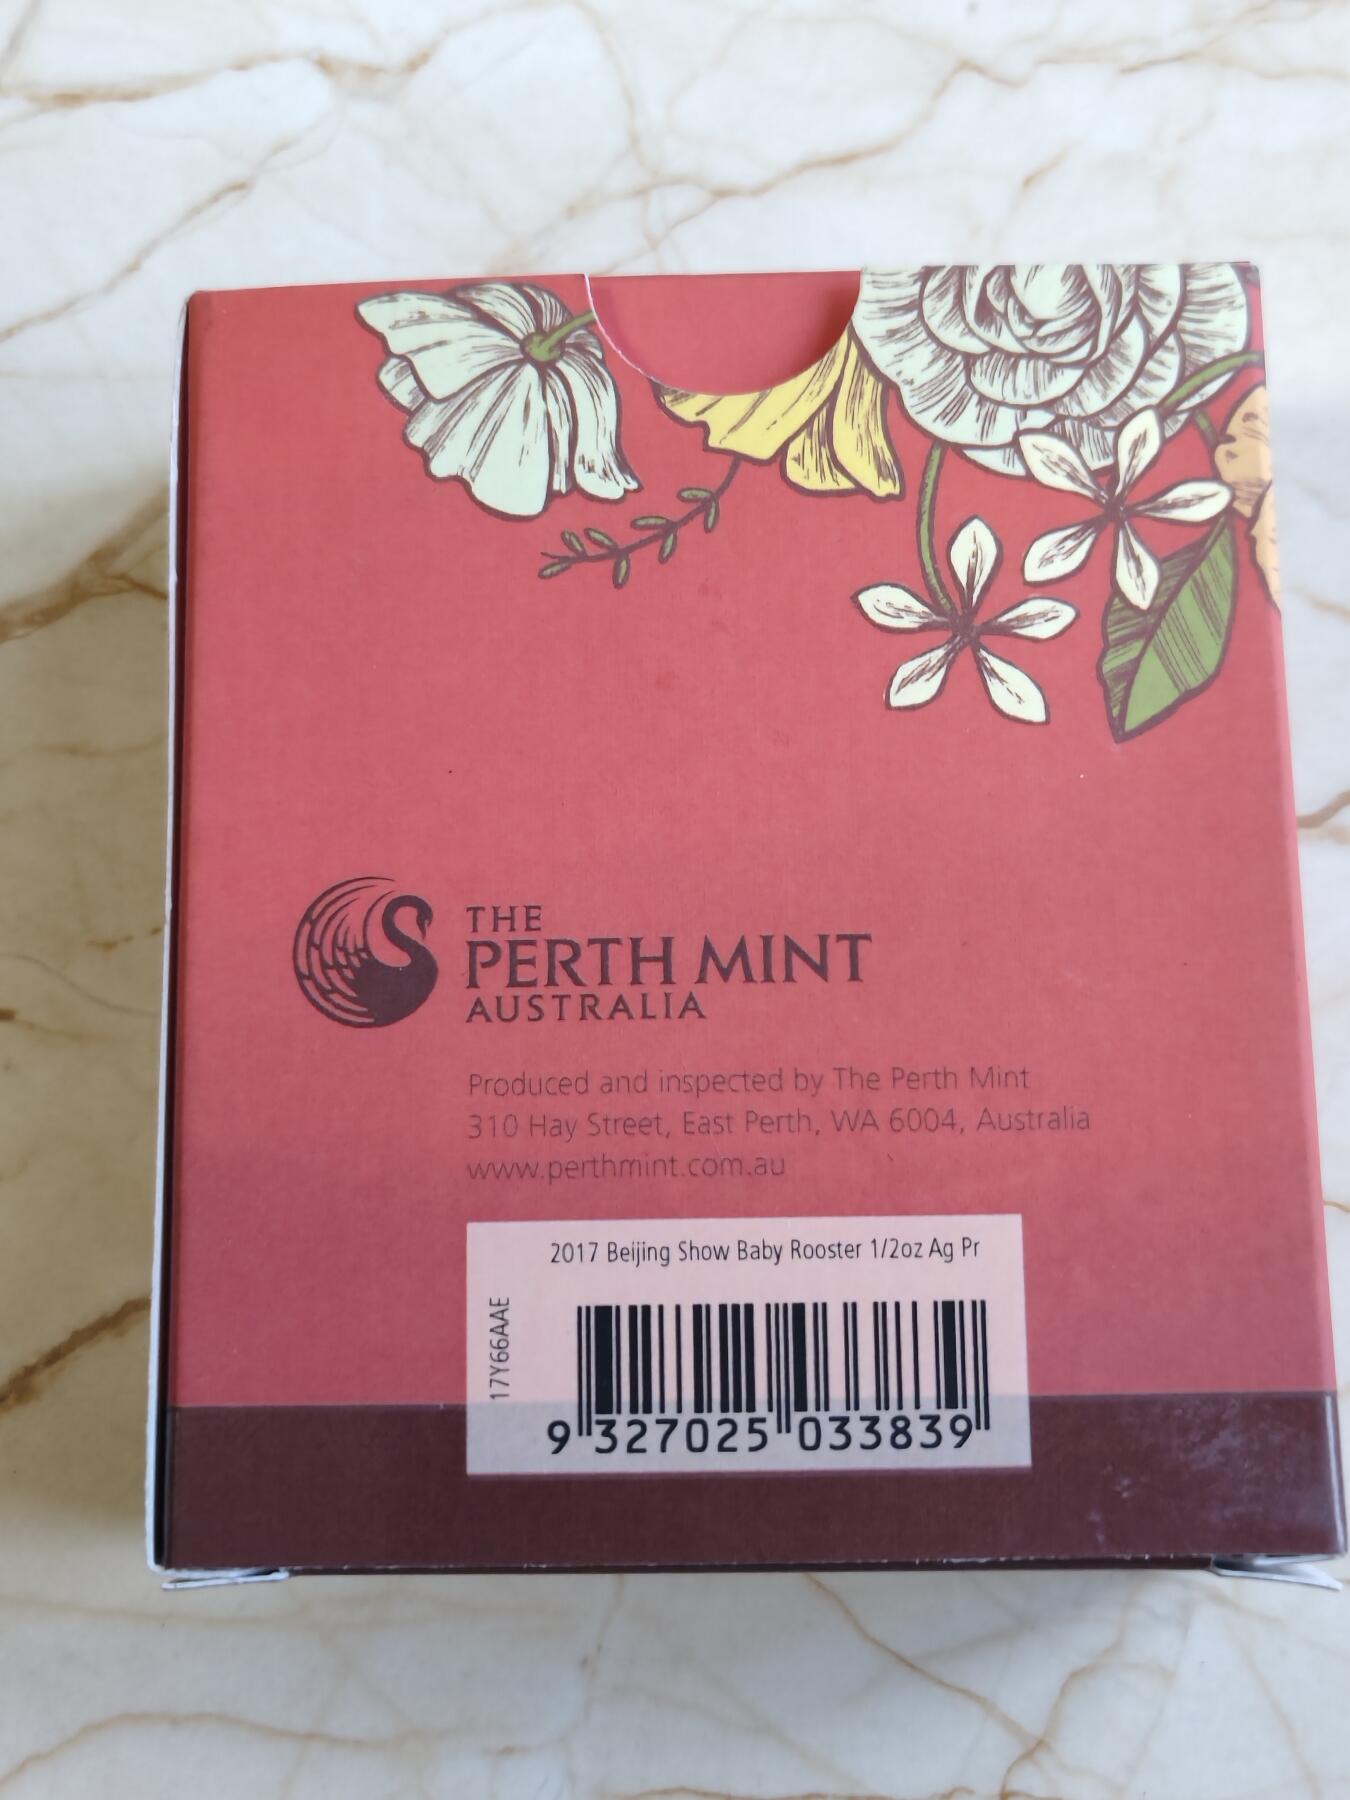 THE
PERTH MINT
AUSTRALIA
Produced and inspected by The Perth Mint
310 Hay Street, East Perth, WA 6004, Australia
www.perthmint.com.au
2017 Beijing Show Baby Rooster 1/2oz Ag Pr
17Y66AAE
9 327025 033839